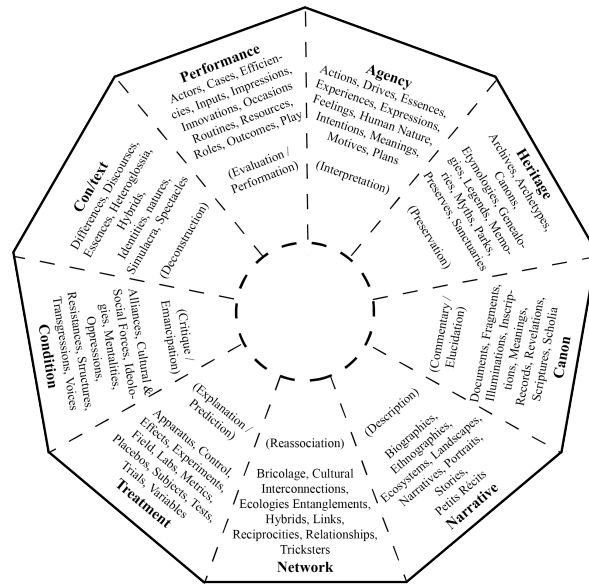 Performance
Actors, Cases, Efficien-
cies, Inputs, Impressions,
Innovations, Occasions
Routines, Resources,
Roles, Outcomes, Play
(Evaluation /
Performation)
Agency
Actions, Drives, Essences,
Experiences, Expressions,
Feelings, Human Nature,
Intentions, Meanings,
Motives, Plans
(Interpretation)
Heritage
Archives, Archetypes,
Canons,
Etymologies, Genealo-
gies, Legends, Memo-
ries, Myths, Parks,
Preserves, Sanctuaries
(Preservation)
Canon
Documents, Fragments,
Illuminations, Inscrip-
tions, Meanings,
Records, Revelations,
Scriptures, Scholia
(Commentary /
Elucidation)
(Description)
Biographies,
Ethnographies,
Ecosystems, Landscapes,
Narratives, Portraits,
Stories,
Petits Récits
Narrative
(Reassociation)
Bricolage, Cultural
Interconnections,
Ecologies Entanglements,
Hybrids, Links,
Reciprocities, Relationships,
Tricksters
Network
(Explanation /
Prediction)
Apparatus, Control,
Effects, Experiments,
Field, Labs, Metrics,
Placebos, Subjects, Tests,
Trials, Variables
Treatment
(Critique /
Emancipation)
Alliances, Cultural &
Social Forces, Ideolo-
gies, Mentalities,
Oppressions,
Resistances, Structures,
Transgressions, Voices
Condition
Con/text
Differences, Discourses,
Essences, Heteroglossia,
Hybrids,
Identities, natures,
Simulacra, Spectacles
(Deconstruction)